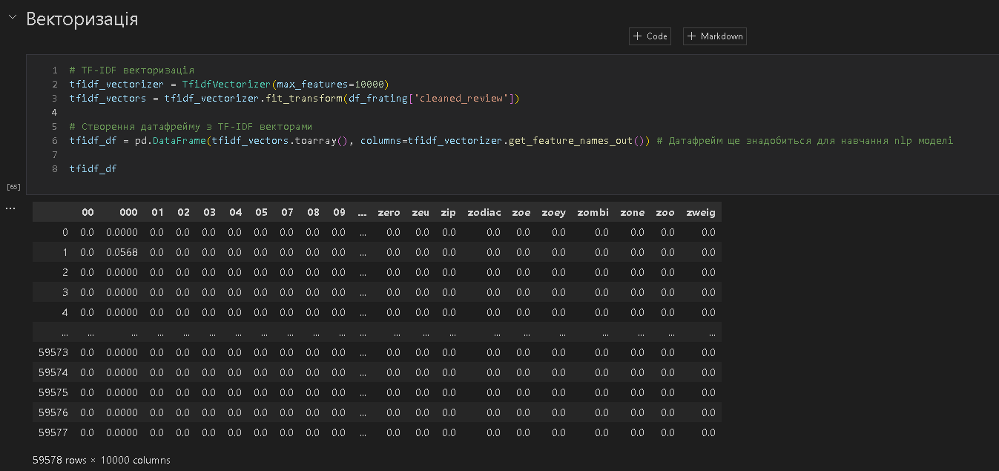 Векторизація
+ Code + Markdown
1 # TF-IDF векторизація
2 tfidf_vectorizer = TfidfVectorizer(max_features=10000)
3 tfidf_vectors = tfidf_vectorizer.fit_transform(df_frating['cleaned_review'])
4
5 # Створення датафрейму з TF-IDF векторами
6 tfidf_df = pd.DataFrame(tfidf_vectors.toarray(), columns=tfidf_vectorizer.get_feature_names_out()) # Датафрейм ще знадобиться для навчання nlp моделі
7
8 tfidf_df
[65]
...
00 000 01 02 03 04 05 07 08 09 ... zero zeu zip zodiac zoe zoey zombi zone zoo zweig
0 0.0 0.0000 0.0 0.0 0.0 0.0 0.0 0.0 0.0 0.0 ... 0.0 0.0 0.0 0.0 0.0 0.0 0.0 0.0 0.0 0.0
1 0.0 0.0568 0.0 0.0 0.0 0.0 0.0 0.0 0.0 0.0 ... 0.0 0.0 0.0 0.0 0.0 0.0 0.0 0.0 0.0 0.0
2 0.0 0.0000 0.0 0.0 0.0 0.0 0.0 0.0 0.0 0.0 ... 0.0 0.0 0.0 0.0 0.0 0.0 0.0 0.0 0.0 0.0
3 0.0 0.0000 0.0 0.0 0.0 0.0 0.0 0.0 0.0 0.0 ... 0.0 0.0 0.0 0.0 0.0 0.0 0.0 0.0 0.0 0.0
4 0.0 0.0000 0.0 0.0 0.0 0.0 0.0 0.0 0.0 0.0 ... 0.0 0.0 0.0 0.0 0.0 0.0 0.0 0.0 0.0 0.0
... ... ... ... ... ... ... ... ... ... ... ... ... ... ... ... ... ... ... ... ... ...
59573 0.0 0.0000 0.0 0.0 0.0 0.0 0.0 0.0 0.0 0.0 ... 0.0 0.0 0.0 0.0 0.0 0.0 0.0 0.0 0.0 0.0
59574 0.0 0.0000 0.0 0.0 0.0 0.0 0.0 0.0 0.0 0.0 ... 0.0 0.0 0.0 0.0 0.0 0.0 0.0 0.0 0.0 0.0
59575 0.0 0.0000 0.0 0.0 0.0 0.0 0.0 0.0 0.0 0.0 ... 0.0 0.0 0.0 0.0 0.0 0.0 0.0 0.0 0.0 0.0
59576 0.0 0.0000 0.0 0.0 0.0 0.0 0.0 0.0 0.0 0.0 ... 0.0 0.0 0.0 0.0 0.0 0.0 0.0 0.0 0.0 0.0
59577 0.0 0.0000 0.0 0.0 0.0 0.0 0.0 0.0 0.0 0.0 ... 0.0 0.0 0.0 0.0 0.0 0.0 0.0 0.0 0.0 0.0
59578 rows × 10000 columns